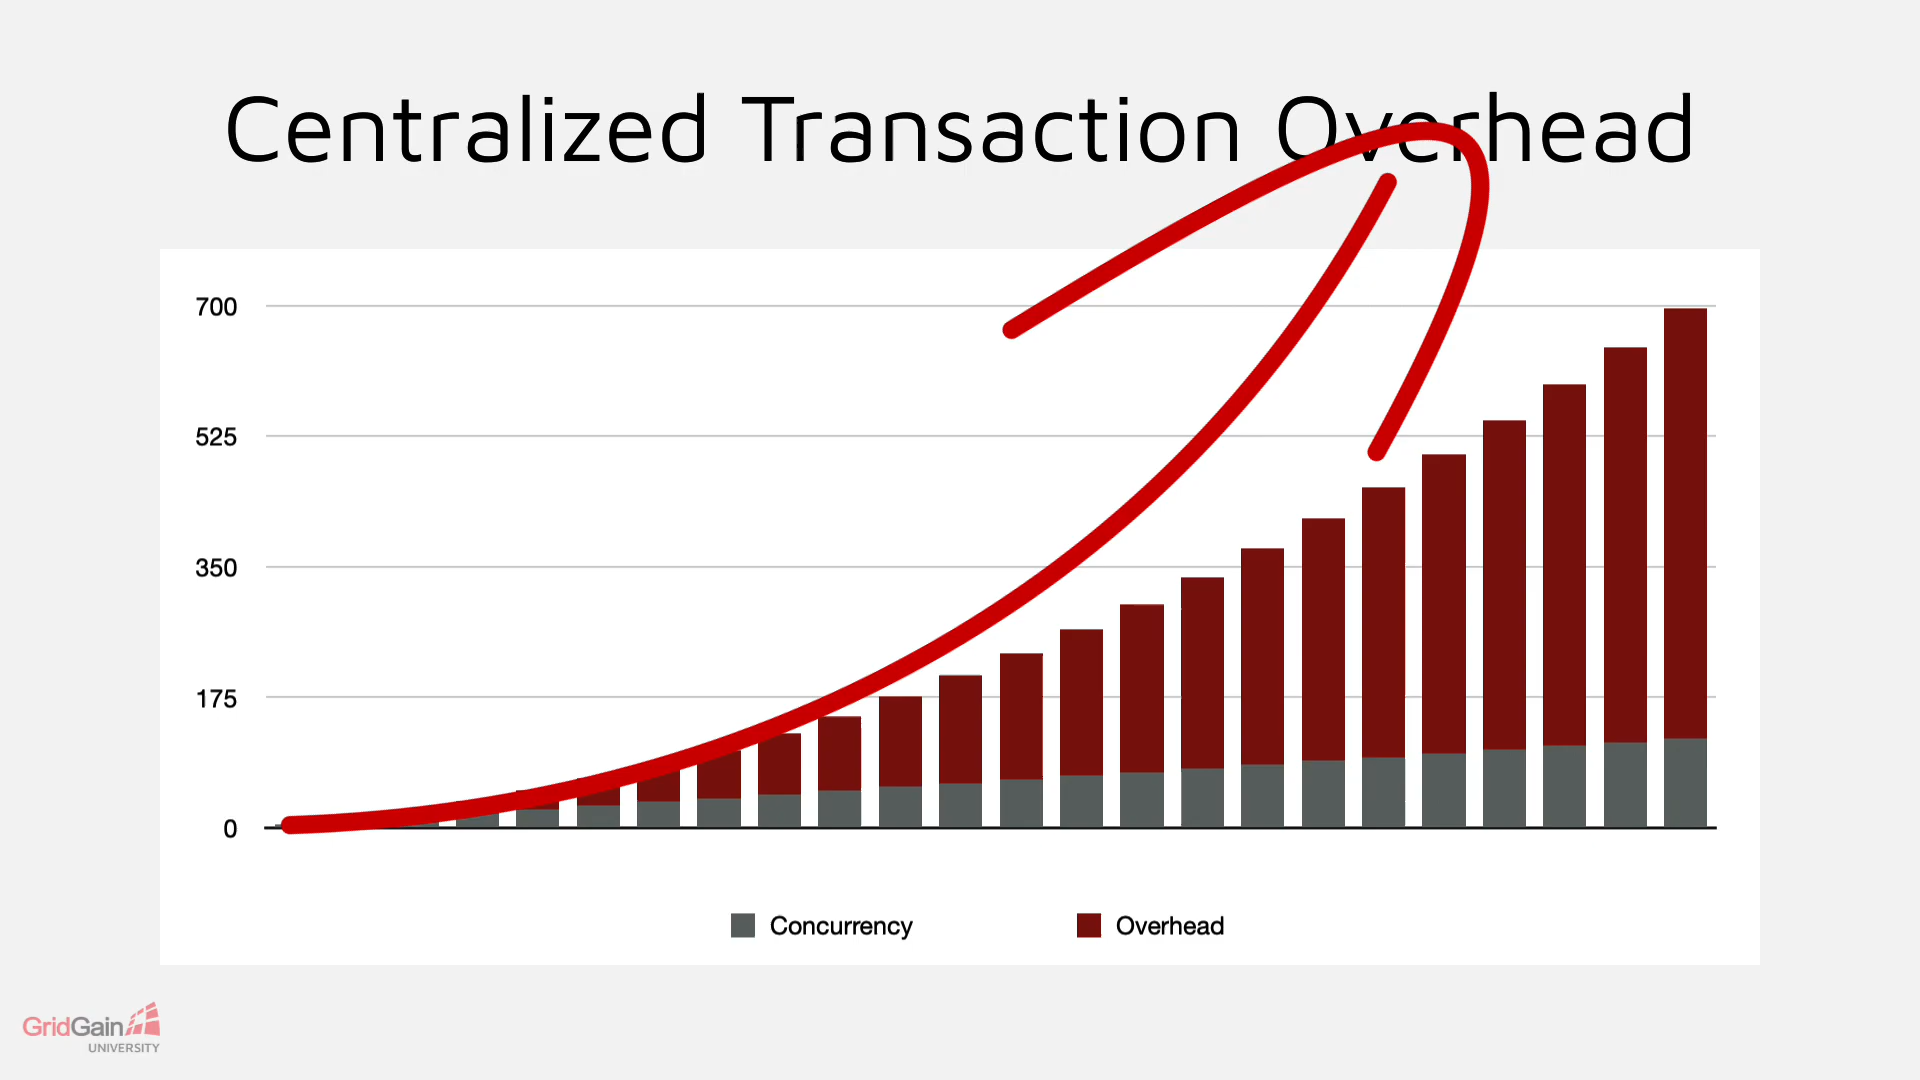 Centralized Transaction Overhead
700
525
350
175
0
Concurrency
Overhead
GridGain
UNIVERSITY